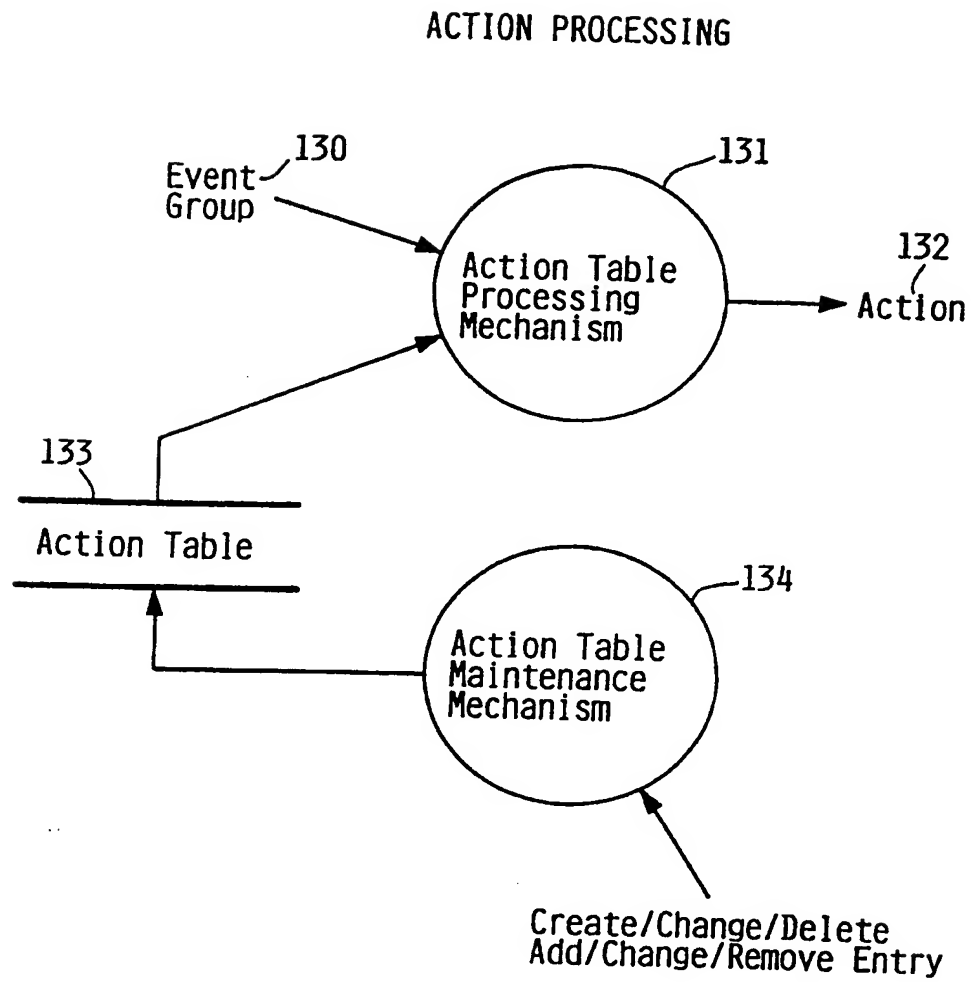 ACTION PROCESSING
130
Event
Group
131
Action Table
Processing
Mechanism
132
Action
133
Action Table
134
Action Table
Maintenance
Mechanism
Create/Change/Delete
Add/Change/Remove Entry